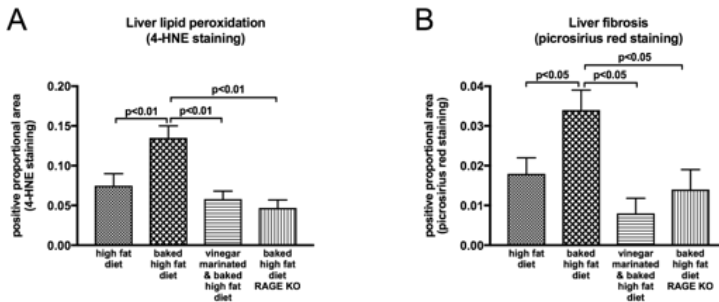 A
Liver lipid peroxidation
(4-HNE staining)
positive proportional area
(4-HNE staining)
0.20
0.15
0.10
0.05
0.00
p<0.01
p<0.01
p<0.01
high fat
diet
baked
high fat
diet
vinegar
marinated
& baked
high fat
diet
baked
high fat
diet
RAGE KO
B
Liver fibrosis
(picrosirius red staining)
positive proportional area
(picrosirius red staining)
0.04
0.03
0.02
0.01
0.00
p<0.05
p<0.05
p<0.05
high fat
diet
baked
high fat
diet
vinegar
marinated
& baked
high fat
diet
baked
high fat
diet
RAGE KO